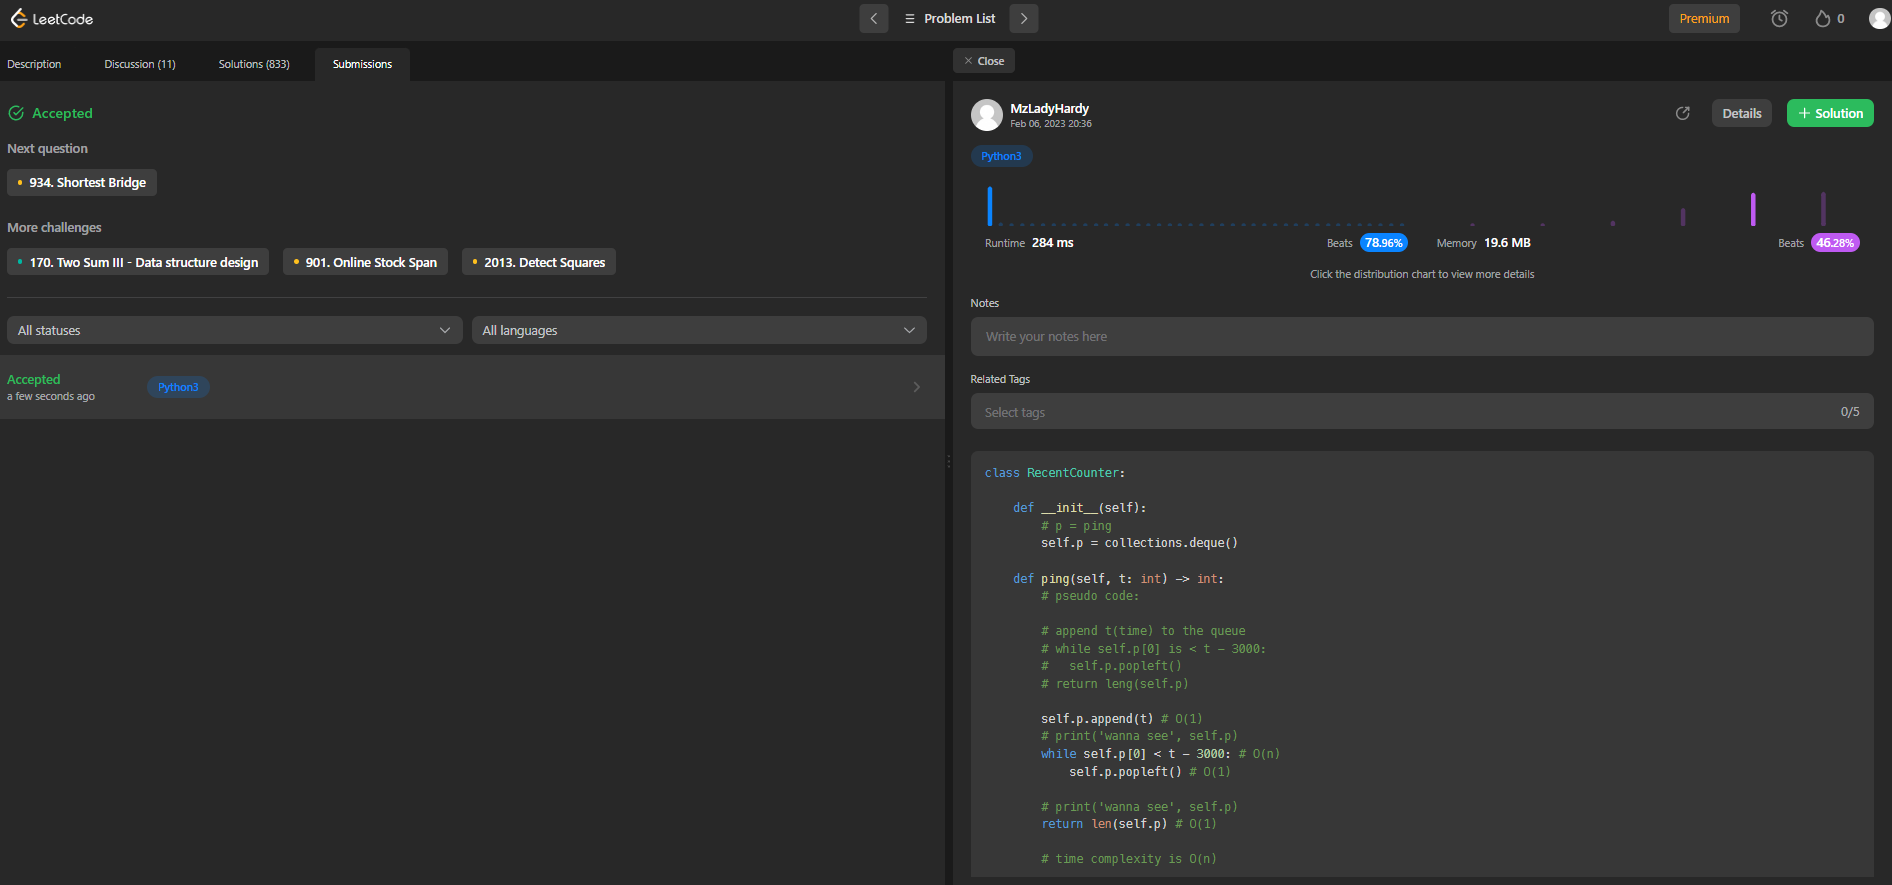 LeetCode
Problem List
Premium
0
Description
Discussion (11)
Solutions (833)
Submissions
Accepted
Next question
934. Shortest Bridge
More challenges
170. Two Sum III - Data structure design
901. Online Stock Span
2013. Detect Squares
All statuses
All languages
Accepted
a few seconds ago
Python3
Close
MzLadyHardy
Feb 06, 2023 20:36
Details
Solution
Python3
Runtime 284 ms
Beats 78.96%
Memory 19.6 MB
Beats 46.28%
Click the distribution chart to view more details
Notes
Write your notes here
Related Tags
Select tags
0/5
class RecentCounter:
def __init__(self):
# p = ping
self.p = collections.deque()
def ping(self, t: int) -> int:
# pseudo code:
# append t(time) to the queue
# while self.p[0] is < t - 3000:
#   self.p.popleft()
# return leng(self.p)
self.p.append(t) # O(1)
# print('wanna see', self.p)
while self.p[0] < t - 3000: # O(n)
self.p.popleft() # O(1)
# print('wanna see', self.p)
return len(self.p) # O(1)
# time complexity is O(n)